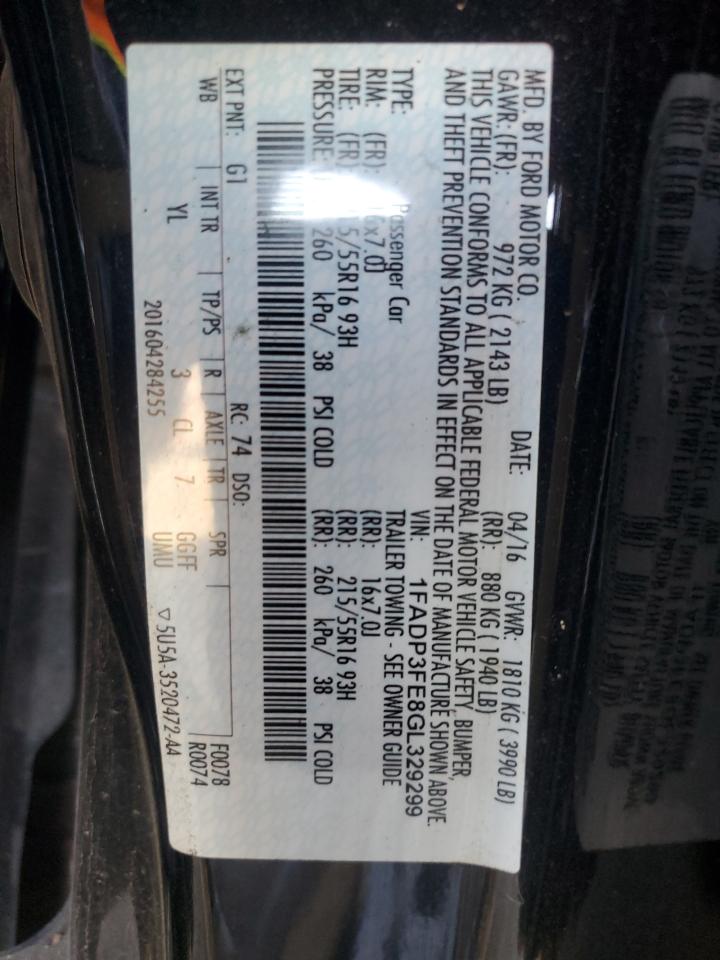 MFD. BY FORD MOTOR CO.
DATE: 04/16 GVWR: 1810 KG ( 3990 LB)
GAWR: (FR): 972 KG ( 2143 LB) (RR): 880 KG ( 1940 LB)
THIS VEHICLE CONFORMS TO ALL APPLICABLE FEDERAL MOTOR VEHICLE SAFETY, BUMPER,
AND THEFT PREVENTION STANDARDS IN EFFECT ON THE DATE OF MANUFACTURE SHOWN ABOVE.
VIN: 1FADP3FE8GL329299
TYPE: Passenger Car TRAILER TOWING - SEE OWNER GUIDE
RIM: (FR): 16x7.0J (RR): 16x7.0J
TIRE: (FR): 5/55R16 93H (RR): 215/55R16 93H
PRESSURE: 260 kPa/ 38 PSI COLD (RR): 260 kPa/ 38 PSI COLD
EXT PNT: G1 RC: 74 DSO: F0078
WB INT TR TP/PS R AXLE TR SPR R0074
YL 3 CL 7 GGFF
UMU
201604284255 ▽ 5U5A-3520472-AA